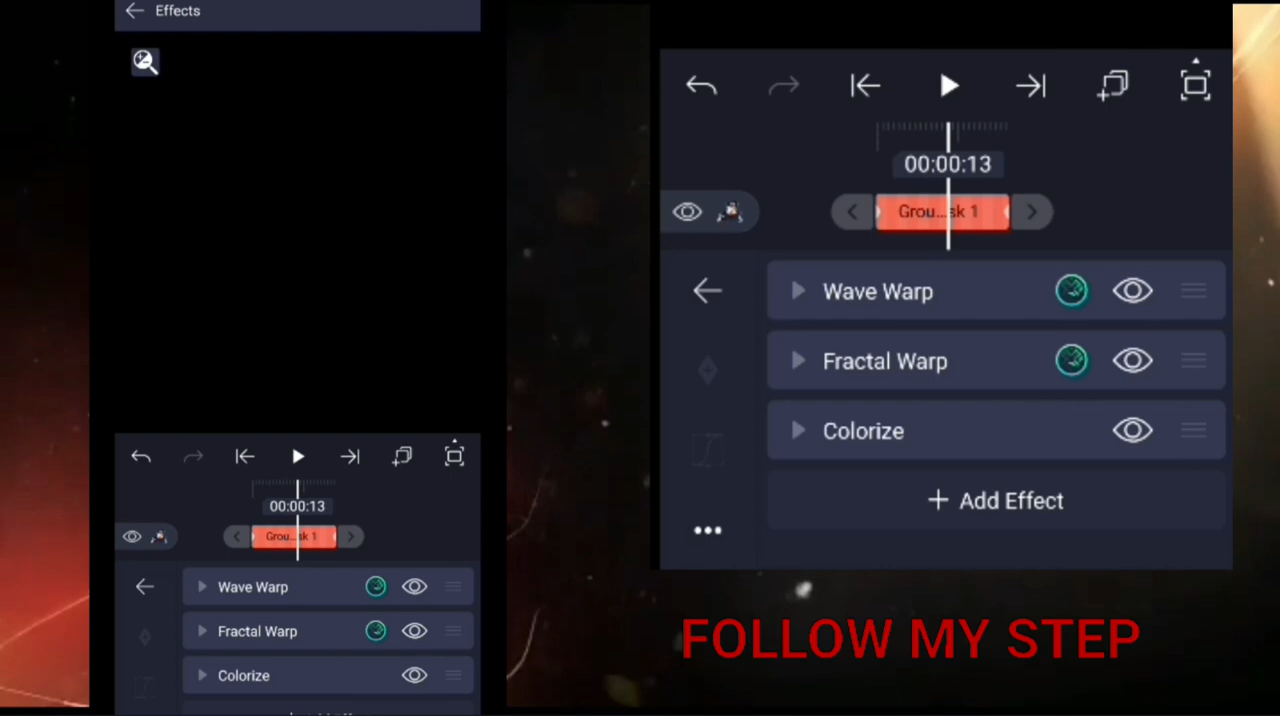 Effects
00:00:13
Grou...sk 1
Wave Warp
Fractal Warp
Colorize
00:00:13
Grou...sk 1
Wave Warp
Fractal Warp
Colorize
+ Add Effect
FOLLOW MY STEP